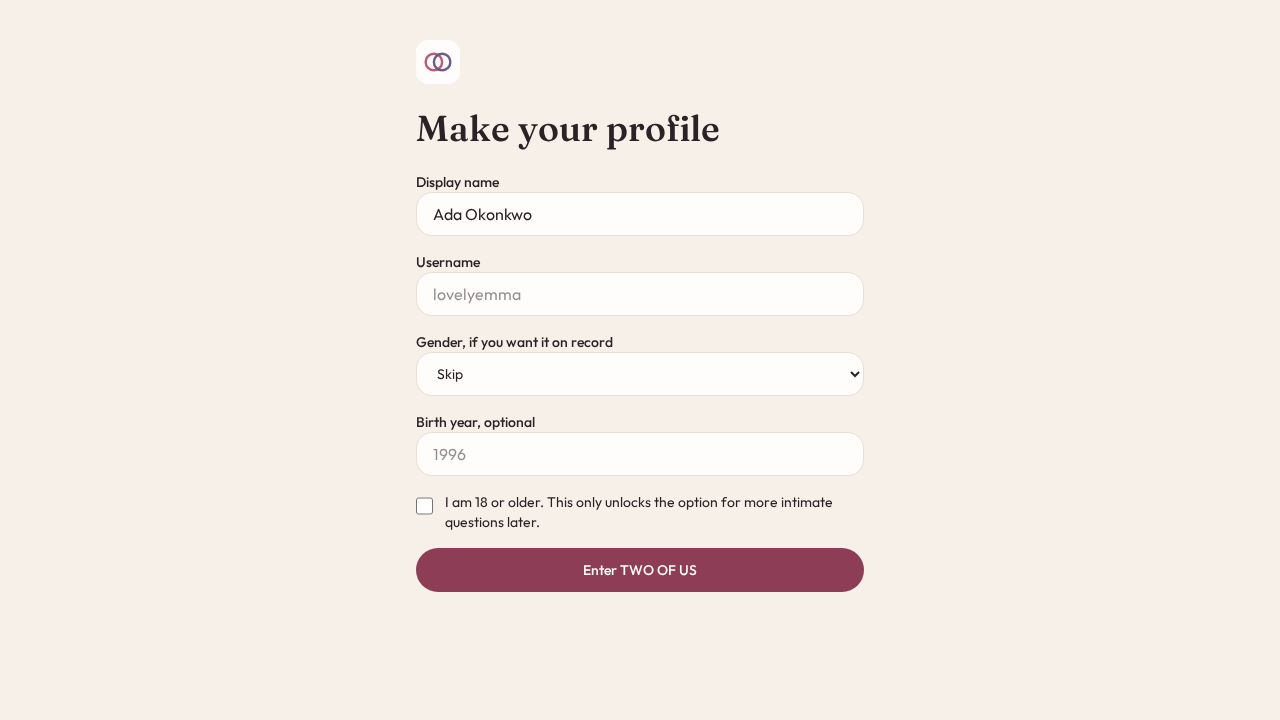 Make your profile
Display name
Ada Okonkwo
Username
lovelyemma
Gender, if you want it on record
Skip
Birth year, optional
1996
I am 18 or older. This only unlocks the option for more intimate
questions later.
Enter TWO OF US